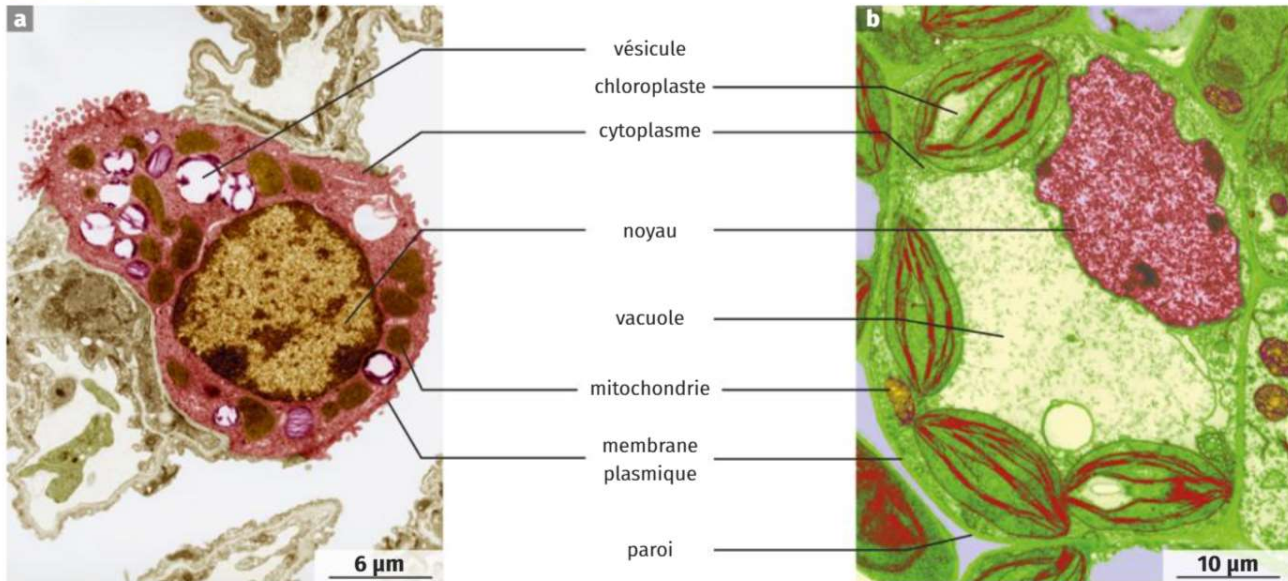 a
b
vésicule
chloroplaste
cytoplasme
noyau
vacuole
mitochondrie
membrane
plasmique
paroi
6 µm
10 µm